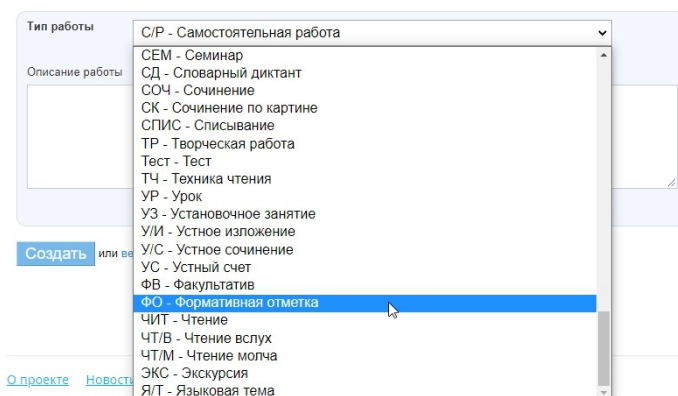 Тип работы
С/Р - Самостоятельная работа
СЕМ - Семинар
Описание работы
СД - Словарный диктант
СОЧ - Сочинение
СК - Сочинение по картине
СПИС - Списывание
ТР - Творческая работа
Тест - Тест
ТЧ - Техника чтения
УР - Урок
УЗ - Установочное занятие
У/И - Устное изложение
Создать или ве
У/С - Устное сочинение
УС - Устный счет
ФВ - Факультатив
ФО - Формативная отметка
ЧИТ - Чтение
ЧТ/В - Чтение вслух
ЧТ/М - Чтение молча
ЭКС - Экскурсия
О проекте Новости
Я/Т - Языковая тема